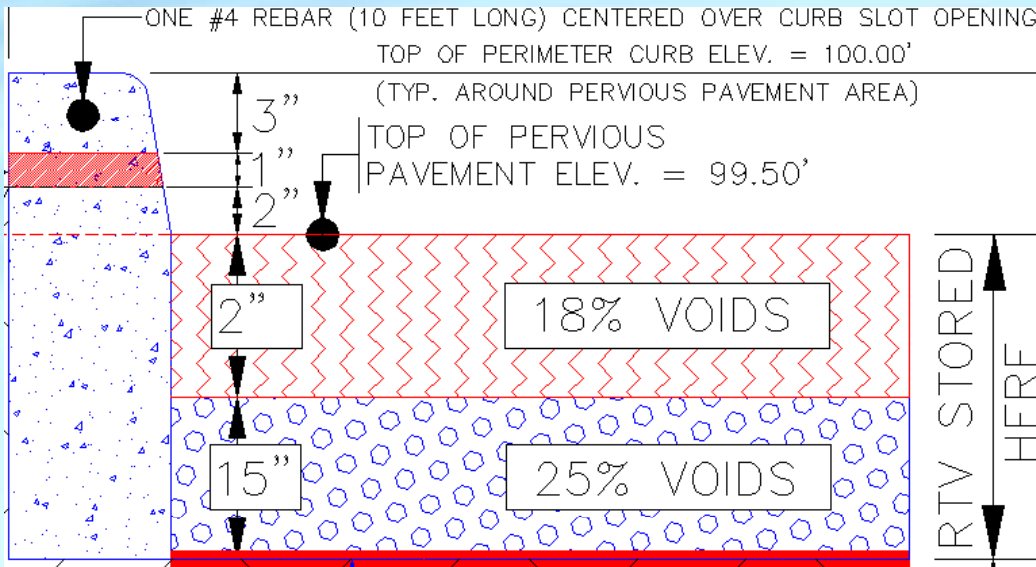 ONE #4 REBAR (10 FEET LONG) CENTERED OVER CURB SLOT OPENING
TOP OF PERIMETER CURB ELEV. = 100.00'
(TYP. AROUND PERVIOUS PAVEMENT AREA)
3"
1"
2"
TOP OF PERVIOUS
PAVEMENT ELEV. = 99.50'
2"
18% VOIDS
15"
25% VOIDS
RTV STORED
HERE